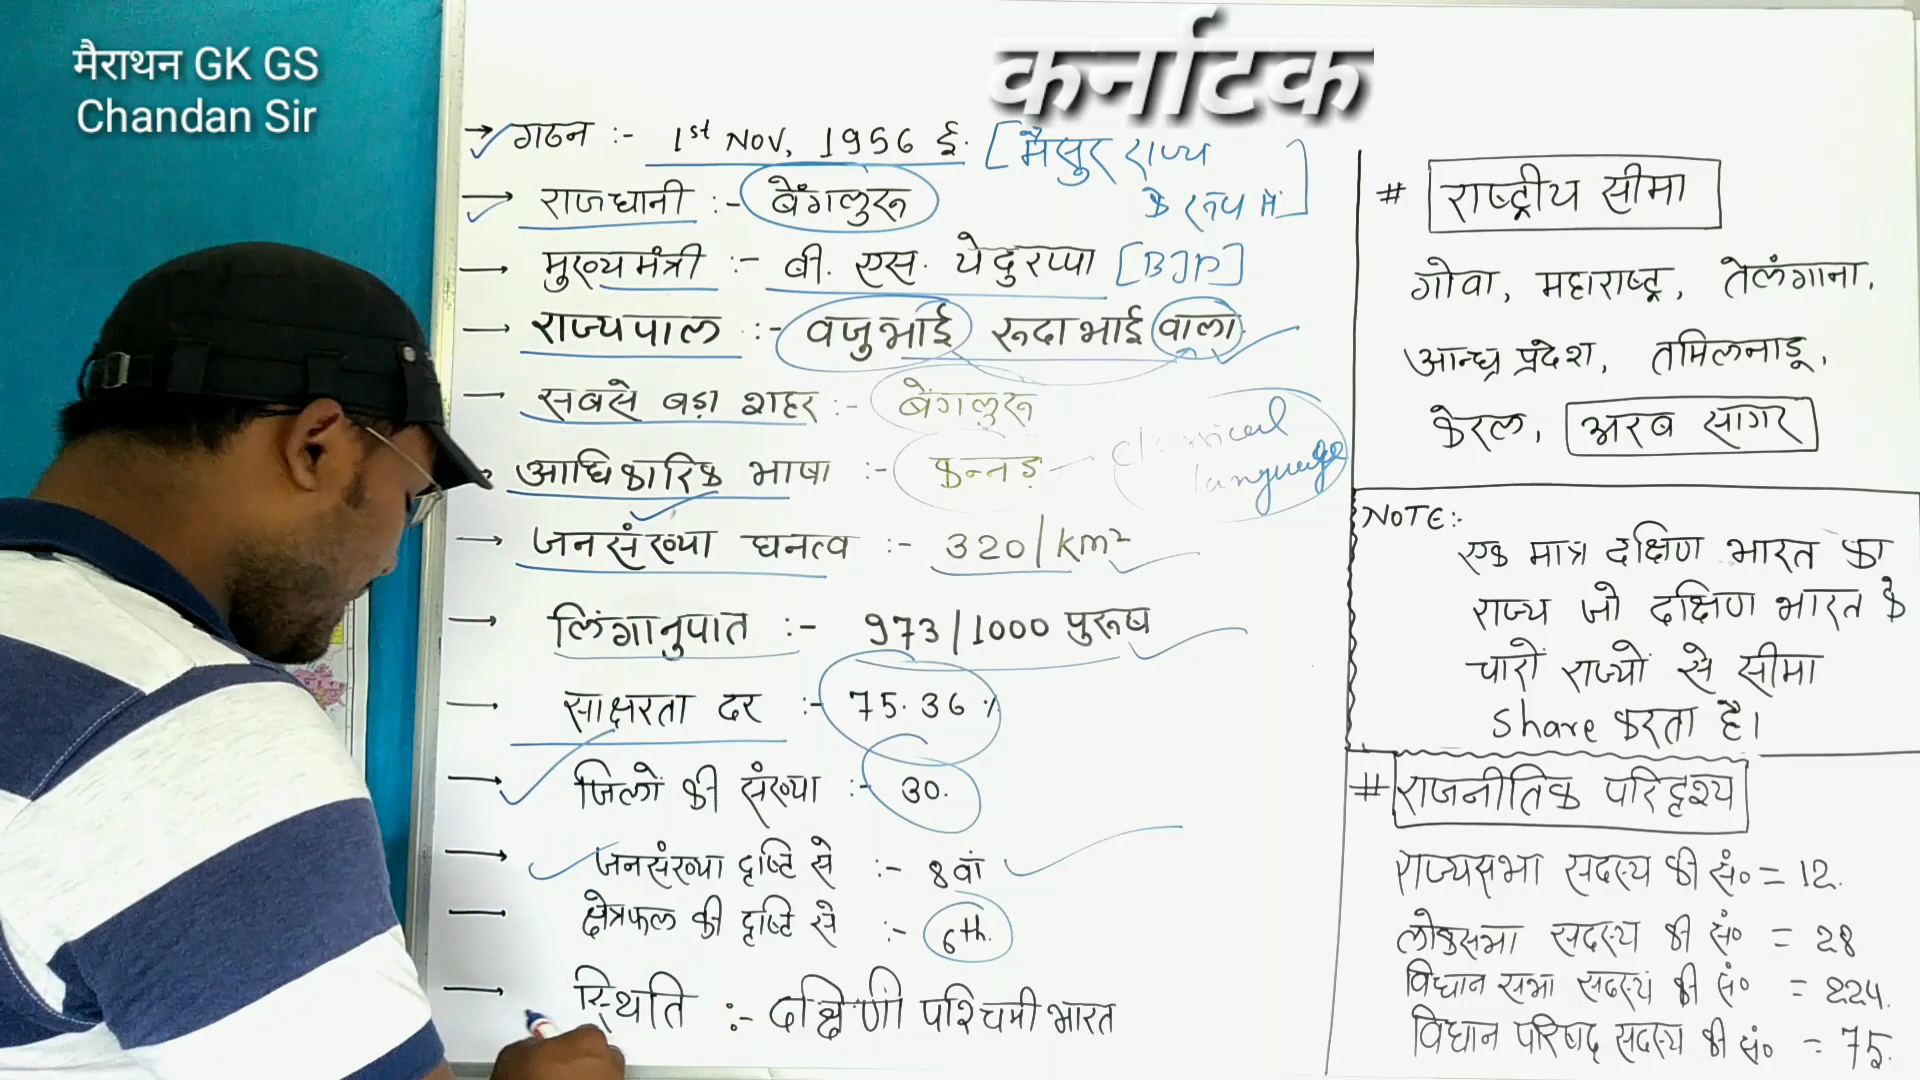 मैराथन GK GS
Chandan Sir
कर्नाटक
गठन :- 1st NOV, 1956 ई. [मैसुर राज्य
के रूप में]
राजधानी :- बेंगलुरू
मुख्यमंत्री :- बी. एस. येदुरप्पा [BJP]
राज्यपाल :- वजुभाई रूदाभाई वाला
सबसे बड़ा शहर :- बेंगलुरू
आधिकारिक भाषा :- कन्नड़ - classical
language
जनसंख्या घनत्व :- 320/km²
लिंगानुपात :- 973/1000 पुरूष
साक्षरता दर :- 75.36%
जिलों की संख्या :- 30.
जनसंख्या दृष्टि से :- 8वां
क्षेत्रफल की दृष्टि से :- 6th.
स्थिति :- दक्षिणी पश्चिमी भारत
# राष्ट्रीय सीमा
गोवा, महाराष्ट्र, तेलंगाना,
आन्ध्र प्रदेश, तमिलनाडू,
केरल, अरब सागर
NOTE:-
एक मात्र दक्षिण भारत का
राज्य जो दक्षिण भारत के
चारों राज्यों से सीमा
Share करता है।
# राजनीतिक परिदृश्य
राज्यसभा सदस्य की सं० = 12.
लोकसभा सदस्य की सं० = 28
विधान सभा सदस्य की सं० = 224.
विधान परिषद सदस्य की सं० = 75.